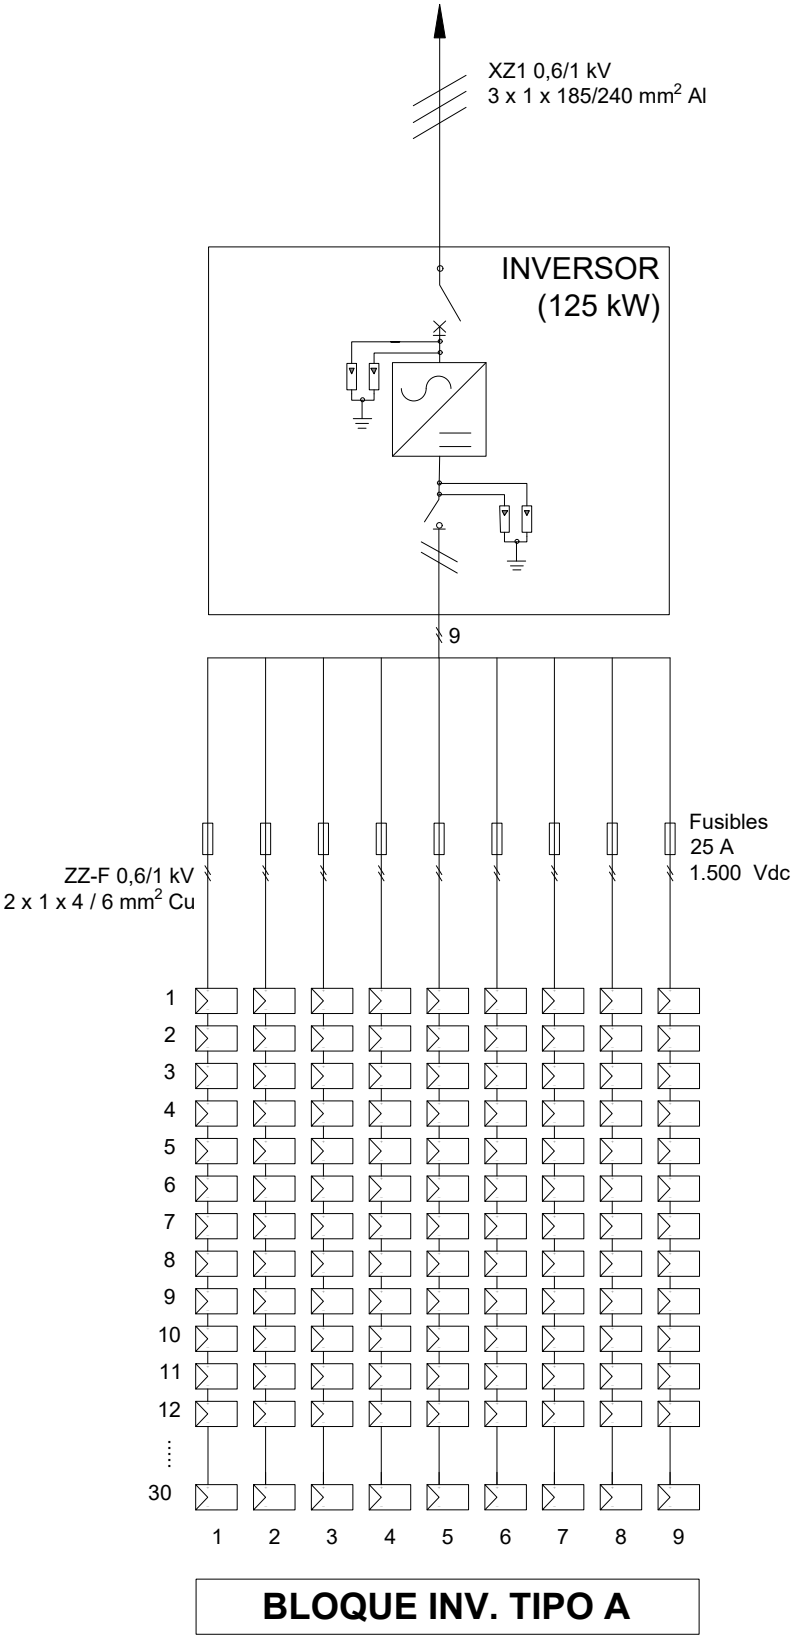 XZ1 0,6/1 kV
3 x 1 x 185/240 mm² Al
INVERSOR
(125 kW)
9
Fusibles
25 A
1.500 Vdc
ZZ-F 0,6/1 kV
2 x 1 x 4 / 6 mm² Cu
1
2
3
4
5
6
7
8
9
10
11
12
.....
30
1 2 3 4 5 6 7 8 9
BLOQUE INV. TIPO A